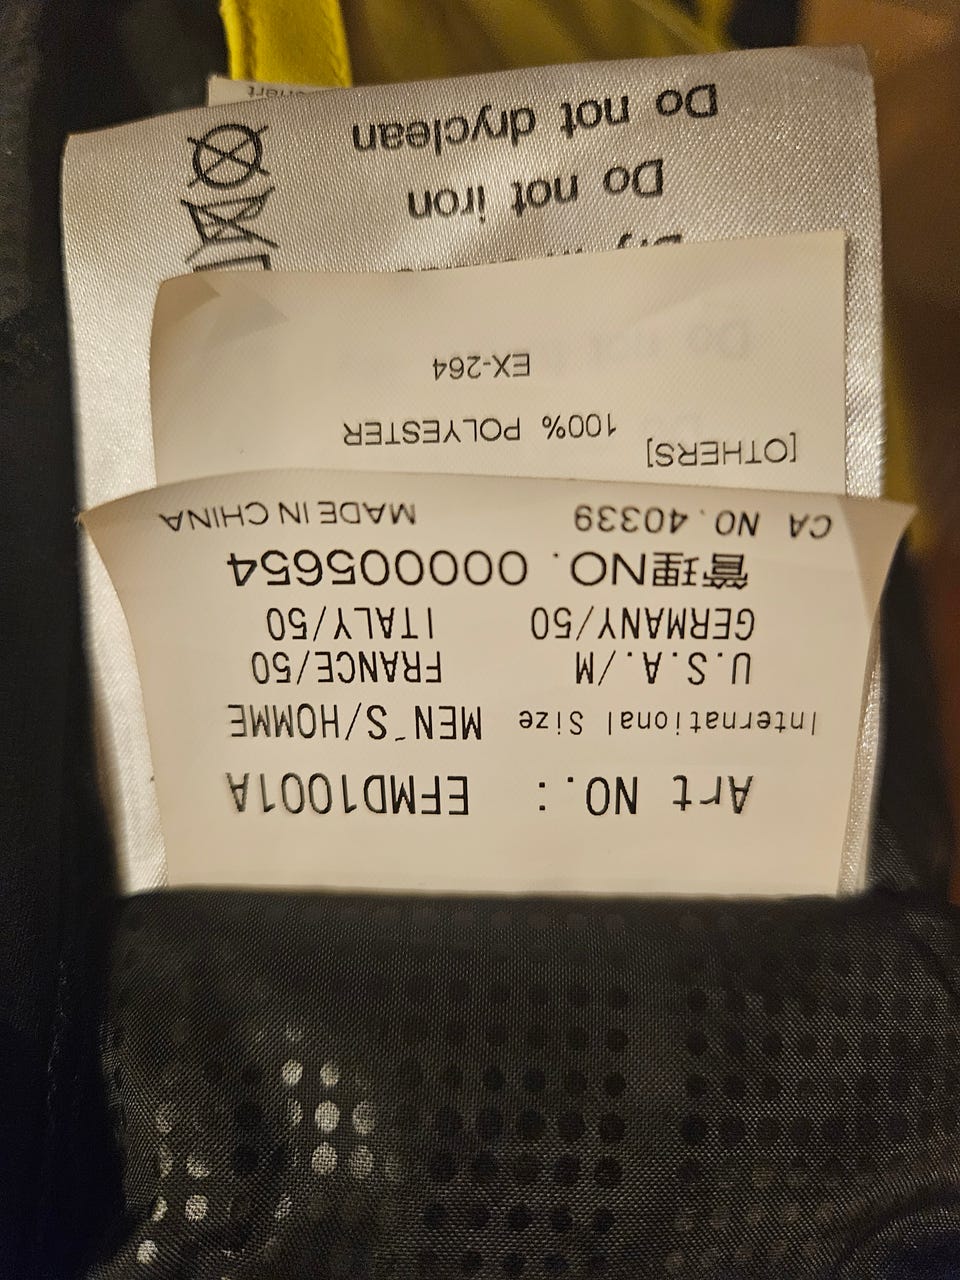 Art NO. : EFMD1001A
International Size MEN'S/HOMME
U.S.A./M FRANCE/50
GERMANY/50 ITALY/50
管理NO. 000005654
CA NO. 40339 MADE IN CHINA
[OTHERS]
100% POLYESTER
EX-264
Do not iron
Do not dryclean